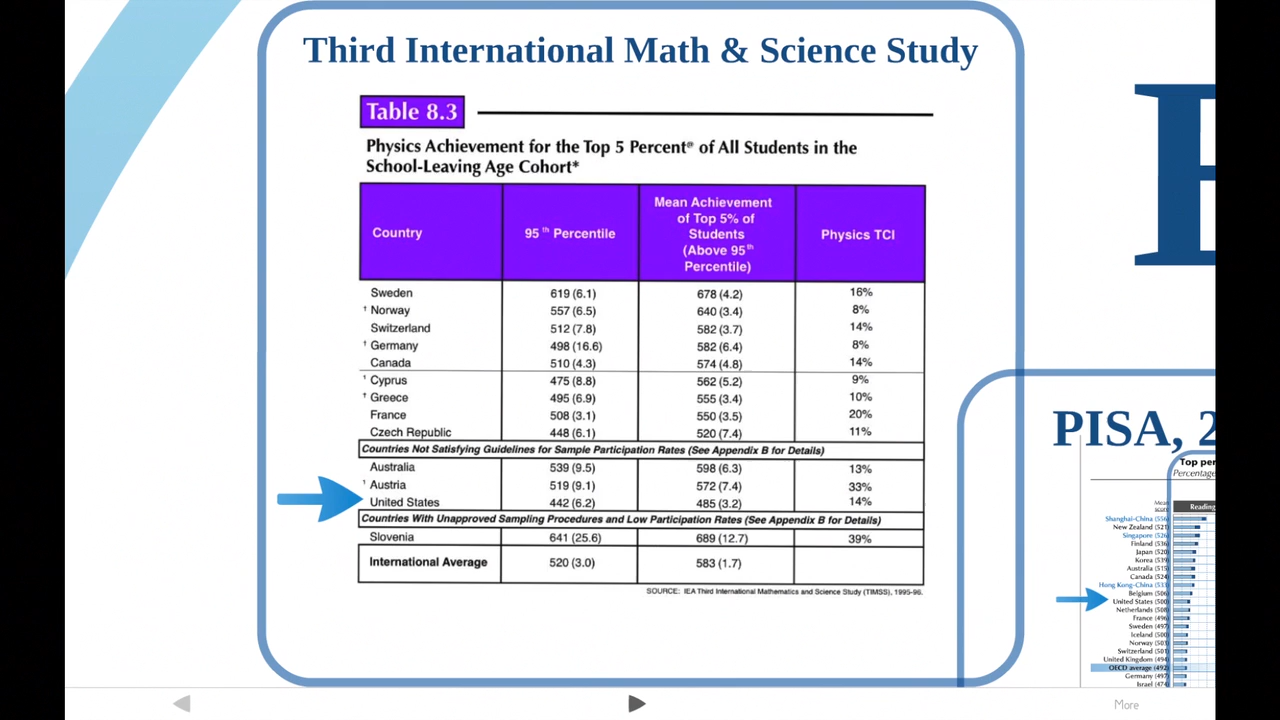 Third International Math & Science Study
Table 8.3
Physics Achievement for the Top 5 Percent@ of All Students in the
School-Leaving Age Cohort*
Country 95th Percentile Mean Achievement of Top 5% of Students (Above 95th Percentile) Physics TCI
Sweden 619 (6.1) 678 (4.2) 16%
† Norway 557 (6.5) 640 (3.4) 8%
Switzerland 512 (7.8) 582 (3.7) 14%
† Germany 498 (16.6) 582 (6.4) 8%
Canada 510 (4.3) 574 (4.8) 14%
¹ Cyprus 475 (8.8) 562 (5.2) 9%
† Greece 495 (6.9) 555 (3.4) 10%
France 508 (3.1) 550 (3.5) 20%
Czech Republic 448 (6.1) 520 (7.4) 11%
Countries Not Satisfying Guidelines for Sample Participation Rates (See Appendix B for Details)
Australia 539 (9.5) 598 (6.3) 13%
¹ Austria 519 (9.1) 572 (7.4) 33%
United States 442 (6.2) 485 (3.2) 14%
Countries With Unapproved Sampling Procedures and Low Participation Rates (See Appendix B for Details)
Slovenia 641 (25.6) 689 (12.7) 39%
International Average 520 (3.0) 583 (1.7)
SOURCE: IEA Third International Mathematics and Science Study (TIMSS), 1995-96.
PISA, 2
Top per
Percentage
Mean
score
Reading
Shanghai-China (556)
New Zealand (521)
Singapore (526)
Finland (536)
Japan (520)
Korea (539)
Australia (515)
Canada (524)
Hong Kong-China (533)
Belgium (506)
United States (500)
Netherlands (508)
France (496)
Sweden (497)
Iceland (500)
Norway (503)
Switzerland (501)
United Kingdom (494)
OECD average (492)
Germany (497)
Israel (474)
More